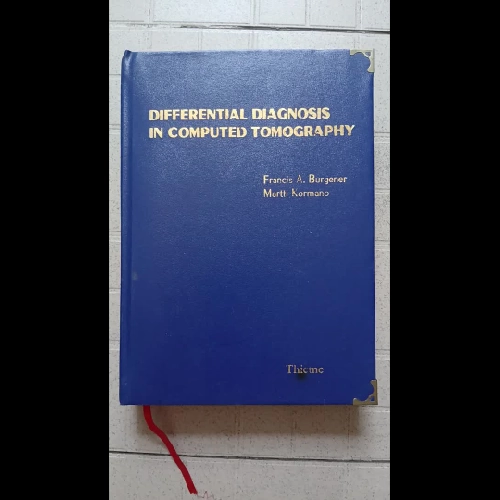 DIFFERENTIAL DIAGNOSIS
IN COMPUTED TOMOGRAPHY
Francis A. Burgener
Martti Kormano
Thieme